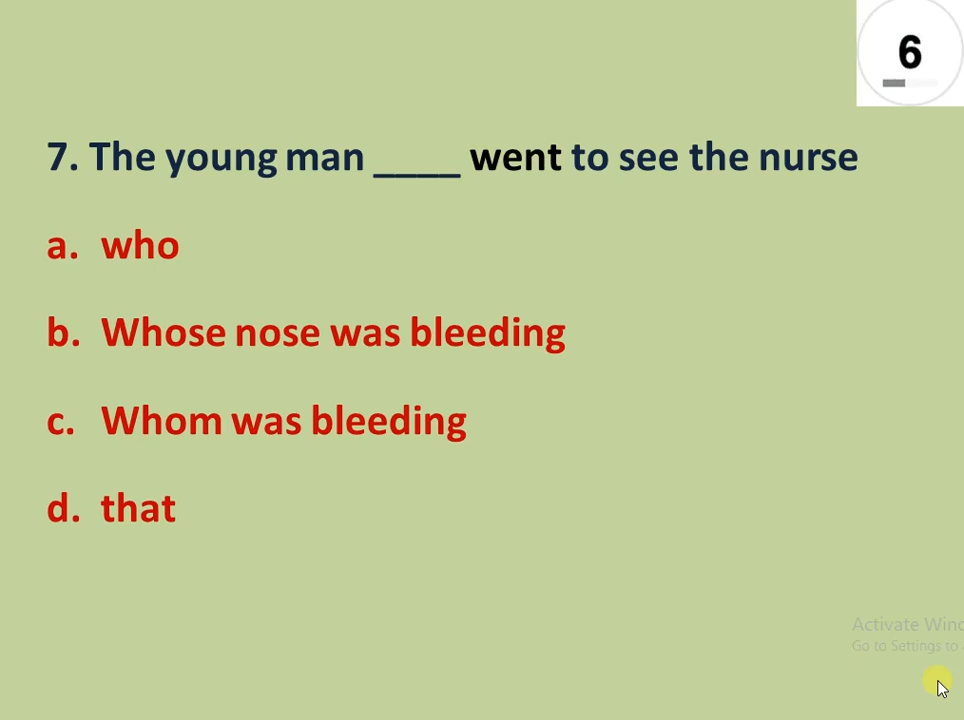 6
7. The young man ____ went to see the nurse
a. who
b. Whose nose was bleeding
c. Whom was bleeding
d. that
Activate Wind
Go to Settings to